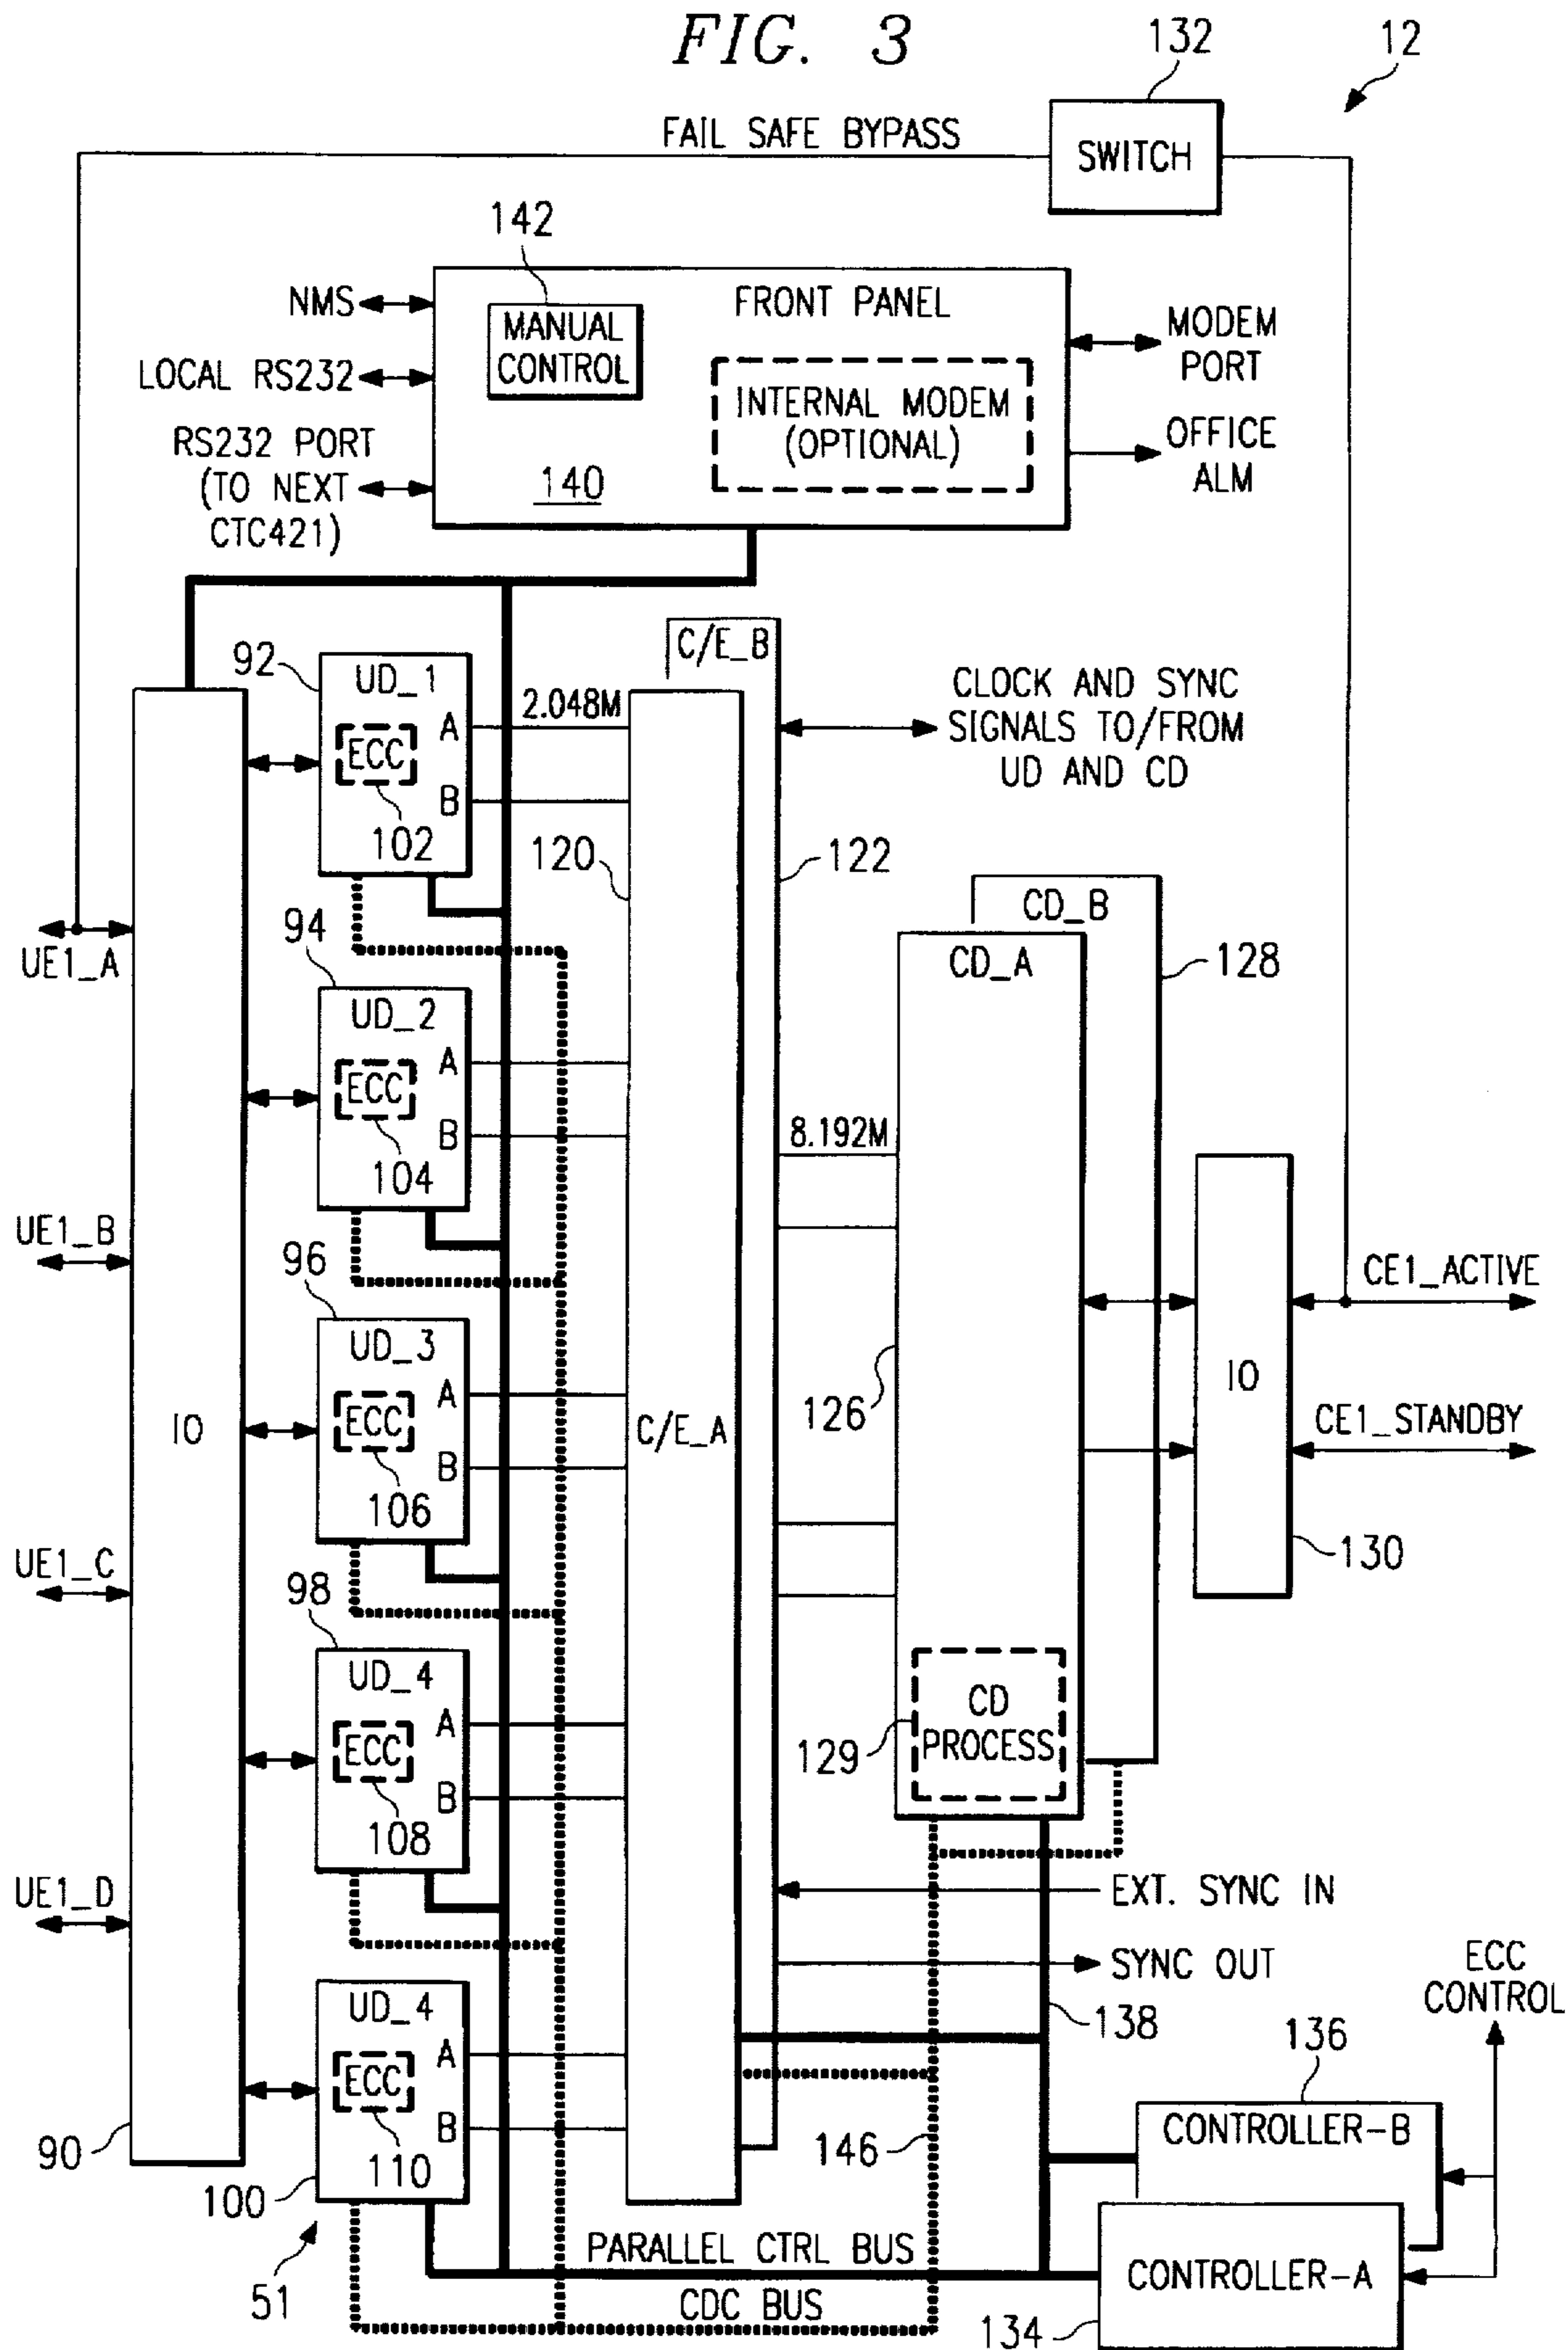 FIG. 3
132
12
FAIL SAFE BYPASS
SWITCH
142
NMS
MANUAL
CONTROL
FRONT PANEL
MODEM
PORT
LOCAL RS232
INTERNAL MODEM
(OPTIONAL)
RS232 PORT
(TO NEXT
CTC421)
140
OFFICE
ALM
C/E_B
92
UD_1
A
ECC
B
102
2.048M
CLOCK AND SYNC
SIGNALS TO/FROM
UD AND CD
120
122
UE1_A
94
UD_2
A
ECC
B
104
CD_B
CD_A
128
8.192M
UE1_B
96
UD_3
A
ECC
B
106
C/E_A
126
IO
IO
CE1_ACTIVE
CE1_STANDBY
130
UE1_C
98
UD_4
A
ECC
B
108
CD
PROCESS
129
UE1_D
EXT. SYNC IN
SYNC OUT
ECC
CONTROL
100
UD_4
A
ECC
B
110
138
136
CONTROLLER-B
146
90
51
PARALLEL CTRL BUS
CDC BUS
CONTROLLER-A
134